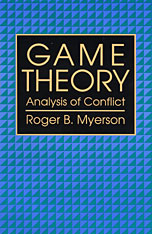 GAME
THEORY
Analysis of Conflict
Roger B. Myerson